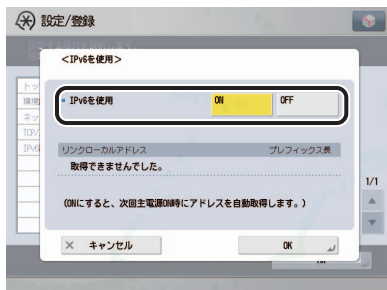 設定/登録
<IPv6を使用>
IPv6を使用 ON OFF
リンクローカルアドレス プレフィックス長
取得できませんでした。
(ONにすると、次回主電源ON時にアドレスを自動取得します。)
1/1
× キャンセル OK